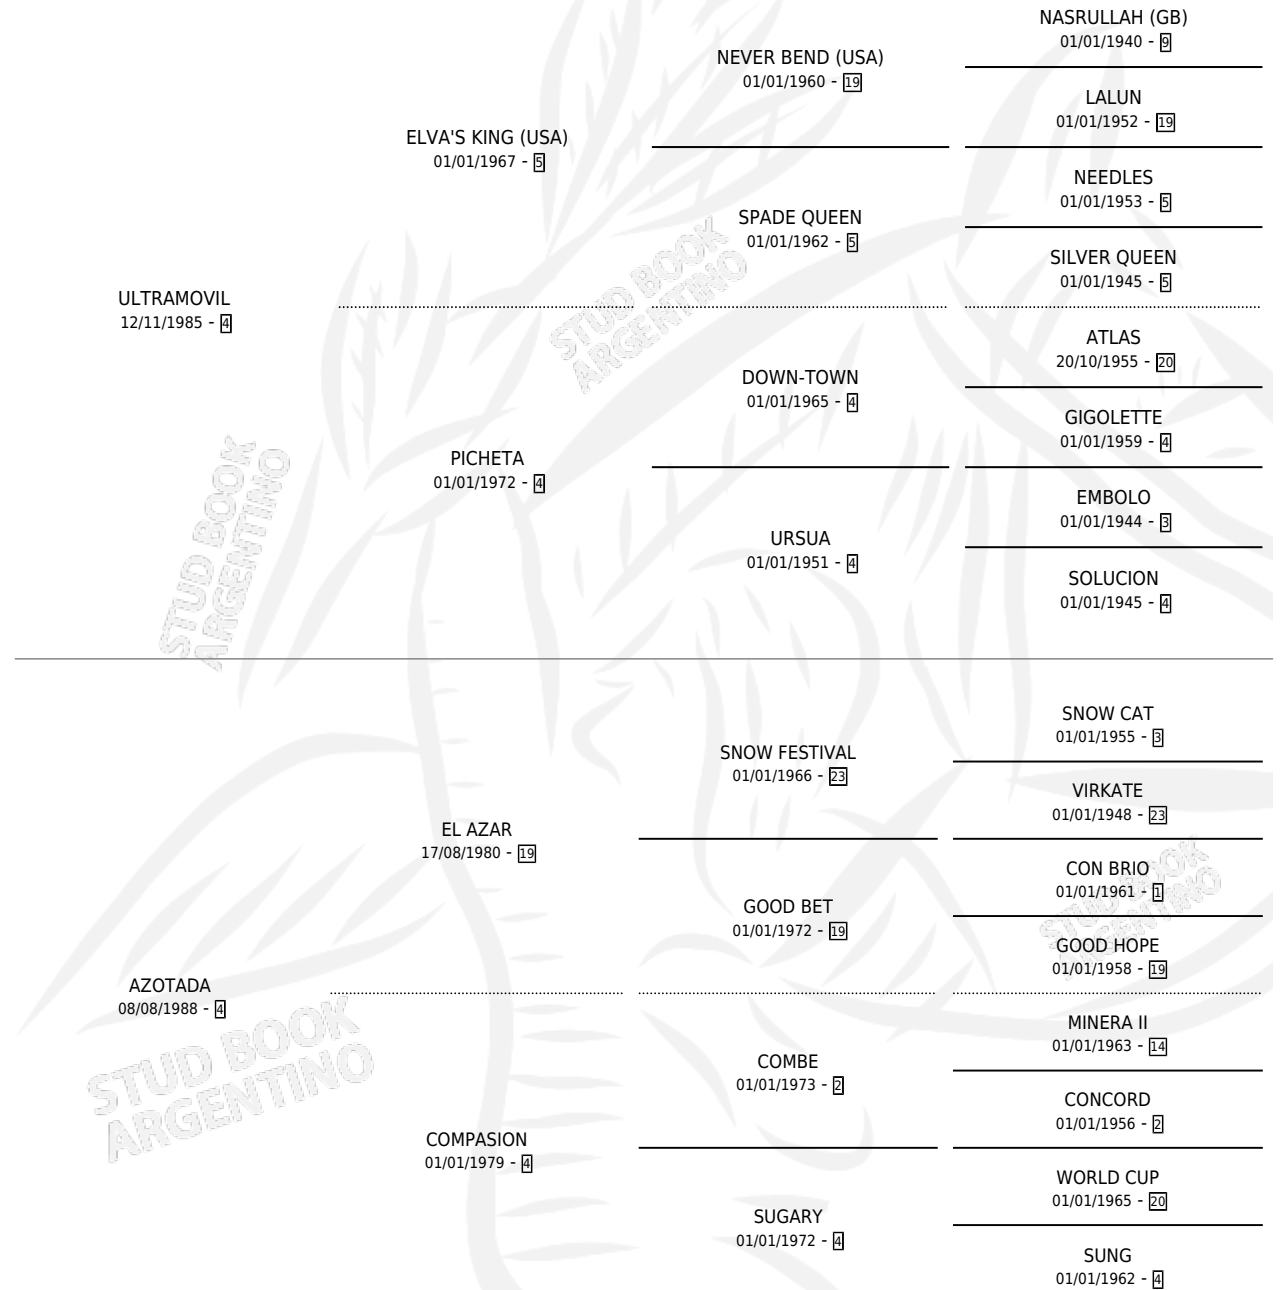 NASRULLAH (GB)
01/01/1940 - 9
NEVER BEND (USA)
01/01/1960 - 19
LALUN
01/01/1952 - 19
ELVA'S KING (USA)
01/01/1967 - 5
NEEDLES
01/01/1953 - 5
SPADE QUEEN
01/01/1962 - 5
SILVER QUEEN
01/01/1945 - 5
ULTRAMOVIL
12/11/1985 - 4
STUD BOOK
ARGENTINO
ATLAS
20/10/1955 - 20
DOWN-TOWN
01/01/1965 - 4
GIGOLETTE
01/01/1959 - 4
PICHETA
01/01/1972 - 4
EMBOLO
01/01/1944 - 3
URSUA
01/01/1951 - 4
SOLUCION
01/01/1945 - 4
STUD BOOK
ARGENTINO
SNOW CAT
01/01/1955 - 3
SNOW FESTIVAL
01/01/1966 - 23
VIRKATE
01/01/1948 - 23
EL AZAR
17/08/1980 - 19
CON BRIO
01/01/1961 - 1
GOOD BET
01/01/1972 - 19
STUD BOOK
ARGENTINO
GOOD HOPE
01/01/1958 - 19
AZOTADA
08/08/1988 - 4
STUD BOOK
ARGENTINO
MINERA II
01/01/1963 - 14
COMBE
01/01/1973 - 2
CONCORD
01/01/1956 - 2
COMPASION
01/01/1979 - 4
WORLD CUP
01/01/1965 - 20
SUGARY
01/01/1972 - 4
SUNG
01/01/1962 - 4